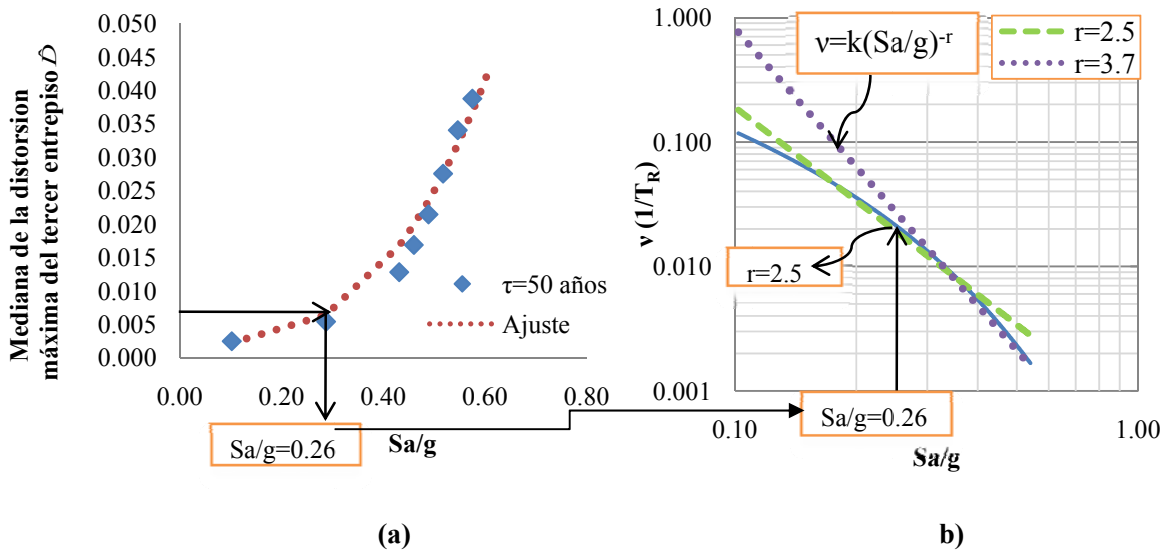 Mediana de la distorsion
máxima del tercer entrepiso D̂
0.050
0.045
0.040
0.035
0.030
0.025
0.020
0.015
0.010
0.005
0.000
0.00
0.20
0.40
0.60
0.80
τ=50 años
Ajuste
Sa/g=0.26
Sa/g
(a)
ν (1/T_R)
1.000
0.100
0.010
0.001
0.10
1.00
ν=k(Sa/g)^-r
r=2.5
r=3.7
r=2.5
Sa/g=0.26
Sa/g
b)